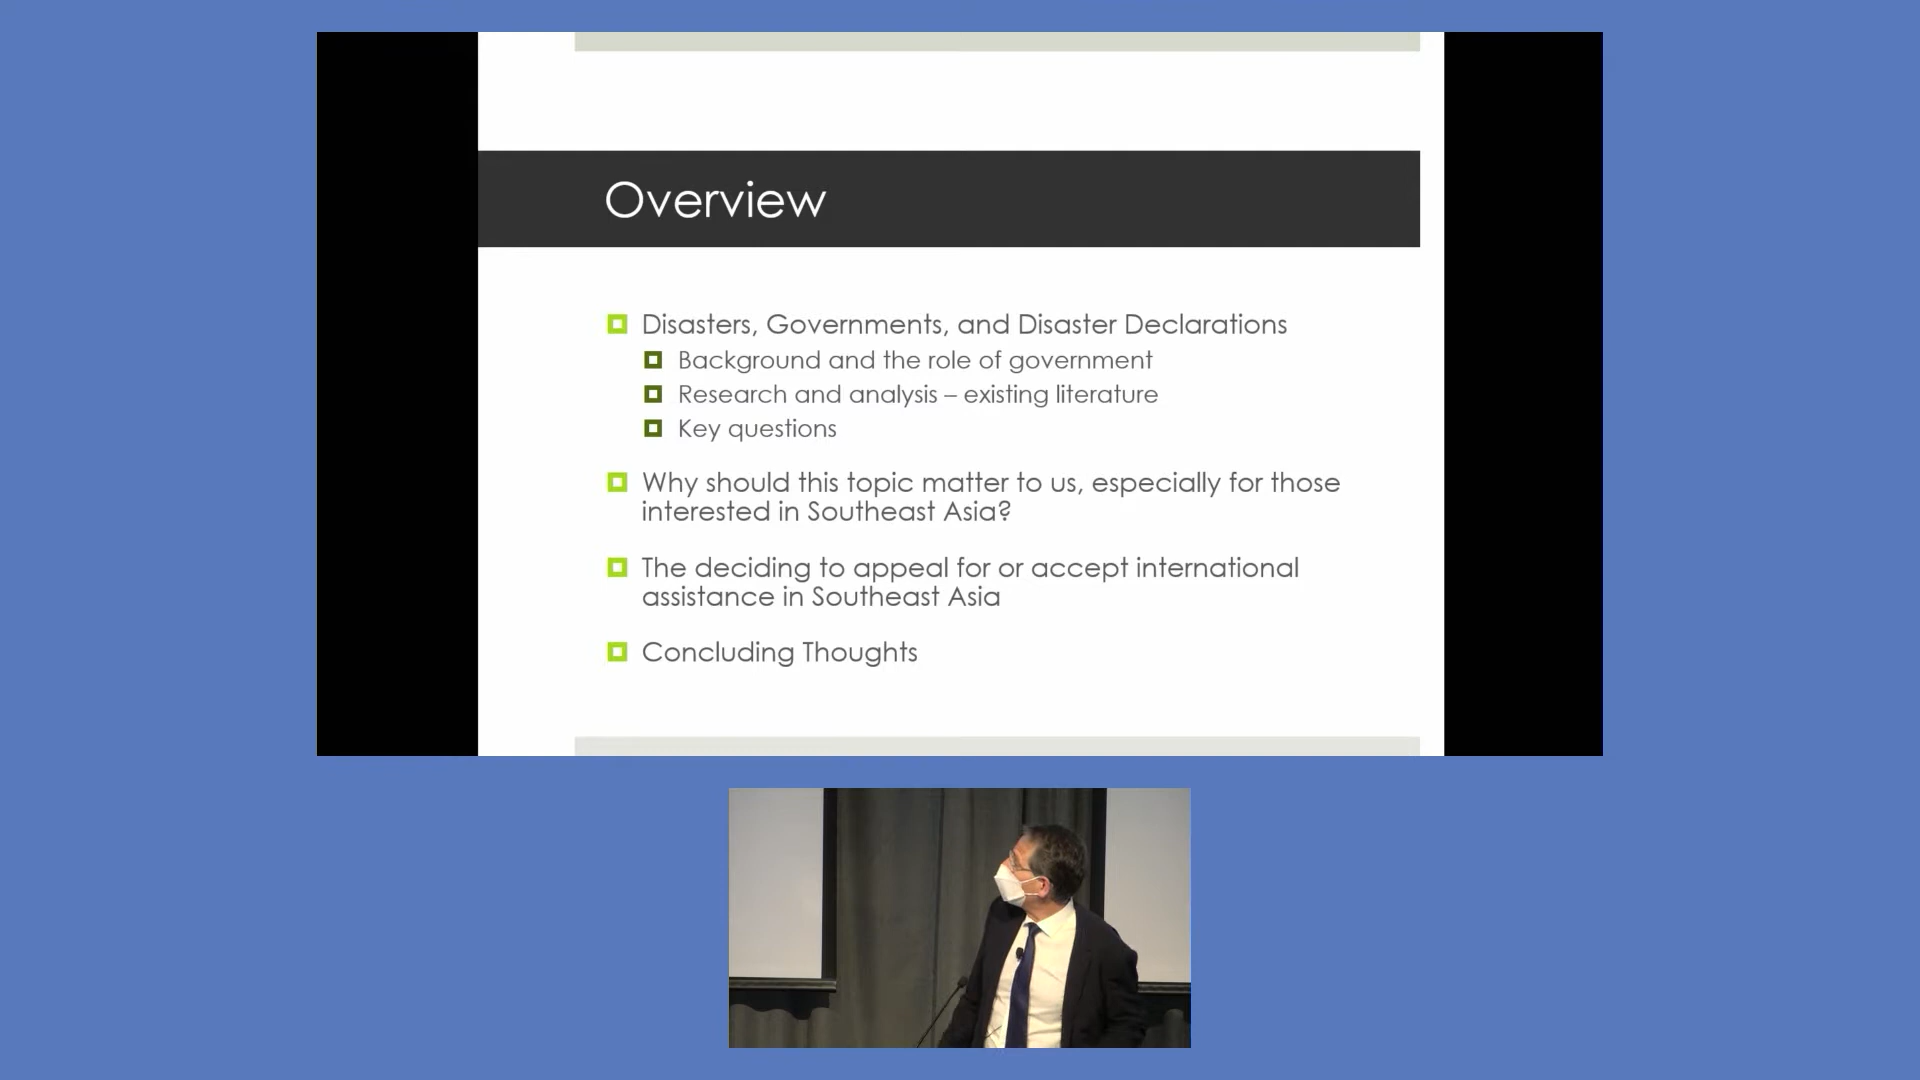 Overview
Disasters, Governments, and Disaster Declarations
Background and the role of government
Research and analysis – existing literature
Key questions
Why should this topic matter to us, especially for those
interested in Southeast Asia?
The deciding to appeal for or accept international
assistance in Southeast Asia
Concluding Thoughts